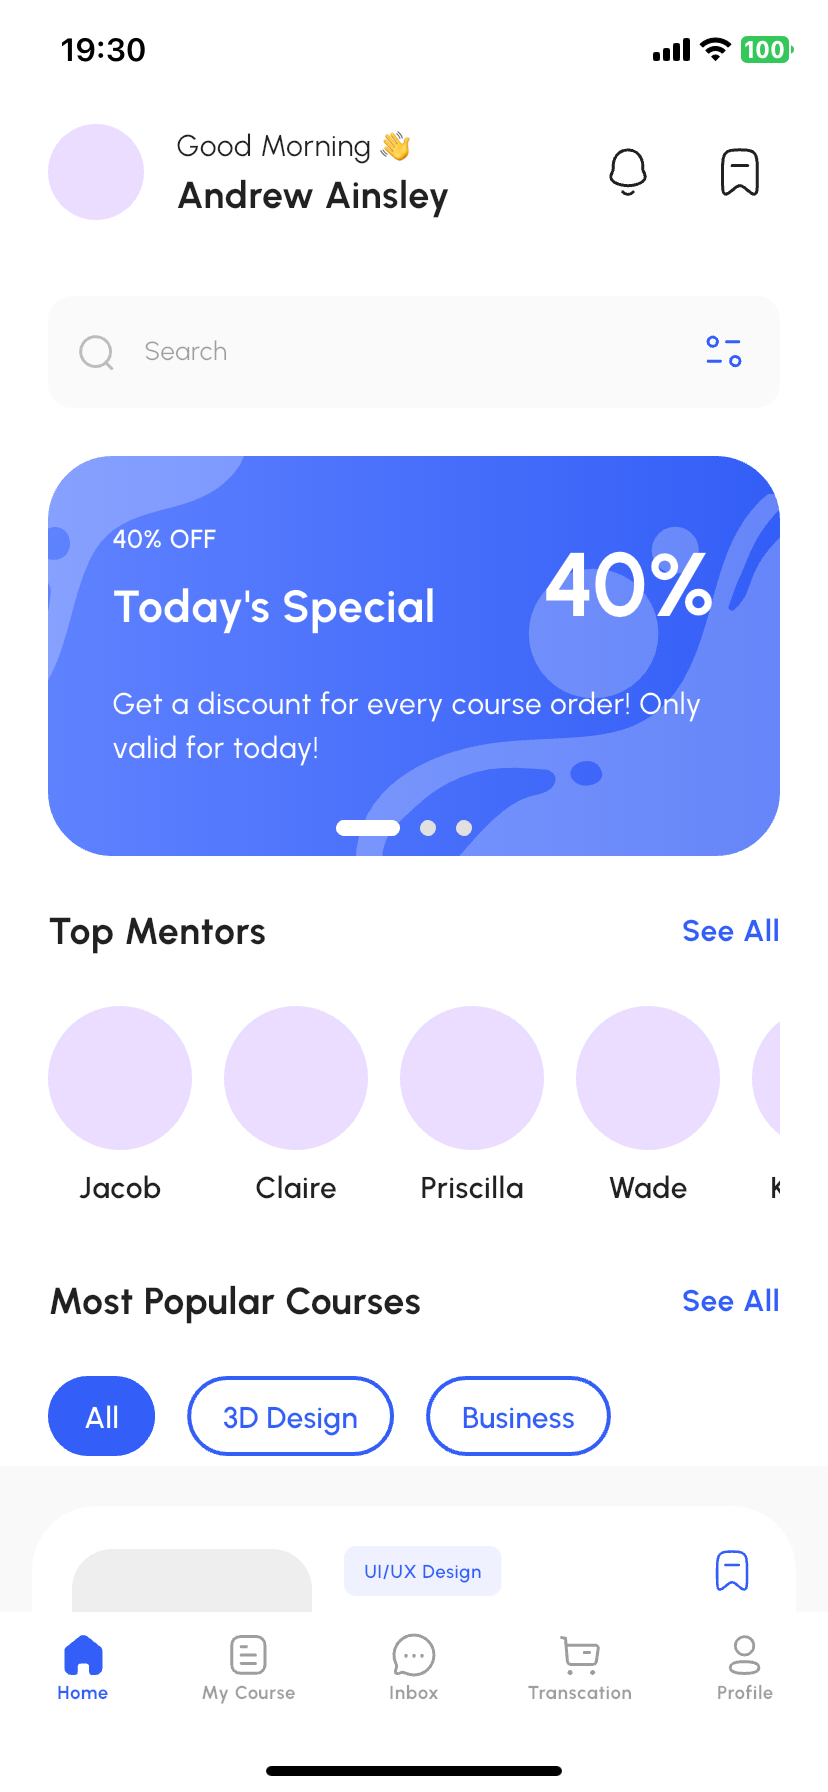 19:30
100
Good Morning 👋
Andrew Ainsley
Search
40% OFF
40%
Today's Special
Get a discount for every course order! Only
valid for today!
Top Mentors
See All
Jacob
Claire
Priscilla
Wade
K
Most Popular Courses
See All
All
3D Design
Business
UI/UX Design
Home
My Course
Inbox
Transcation
Profile